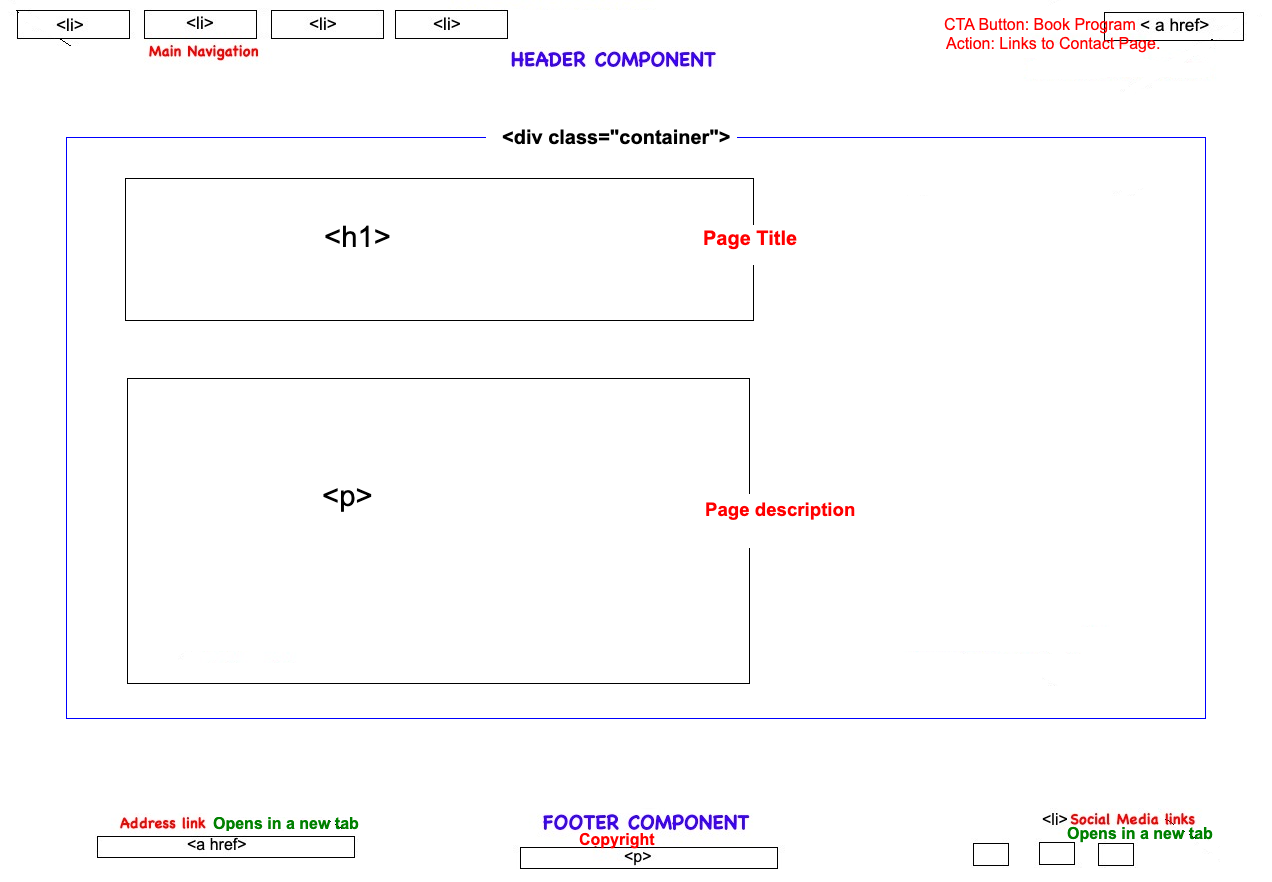 <li>
<li>
<li>
<li>
CTA Button: Book Program < a href>
Action: Links to Contact Page.
Main Navigation
HEADER COMPONENT
<div class="container">
<h1>
Page Title
<p>
Page description
Address link Opens in a new tab
<a href>
FOOTER COMPONENT
Copyright
<p>
<li> Social Media links
Opens in a new tab